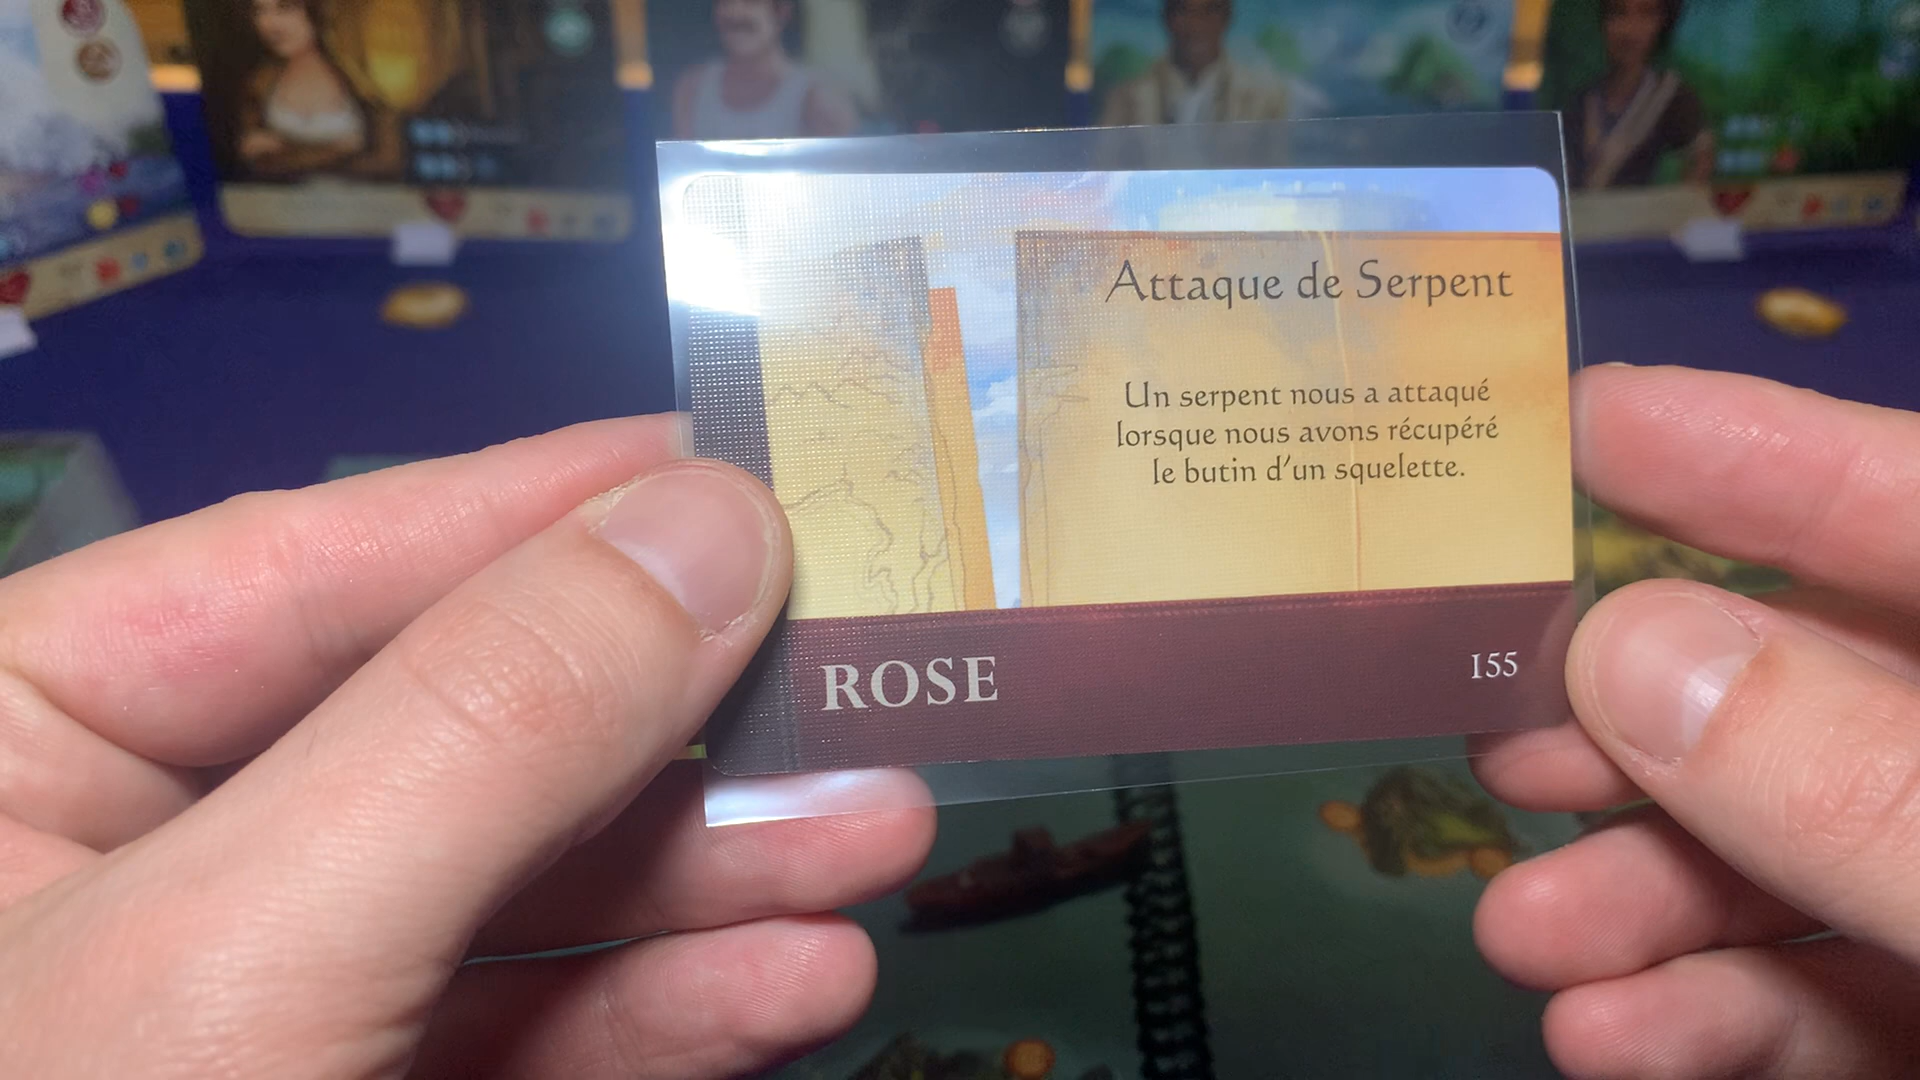 Attaque de Serpent
Un serpent nous a attaqué
lorsque nous avons récupéré
le butin d'un squelette.
ROSE
155